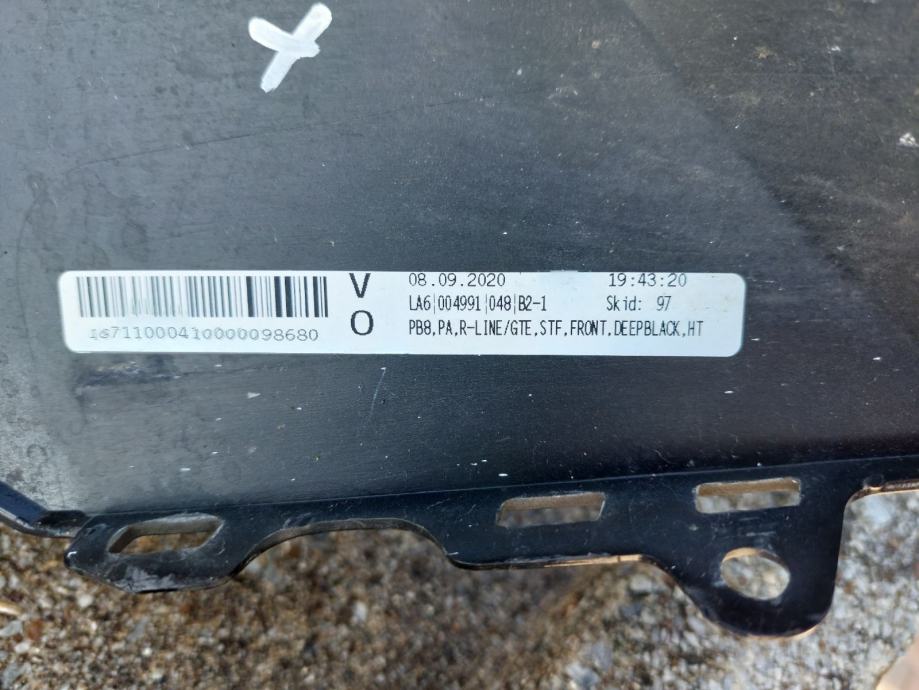 V 08.09.2020 19:43:20
LA6|004991|048|B2-1 Skid: 97
16711000410000098680 O PB8,PA,R-LINE/GTE,STF,FRONT,DEEPBLACK,HT